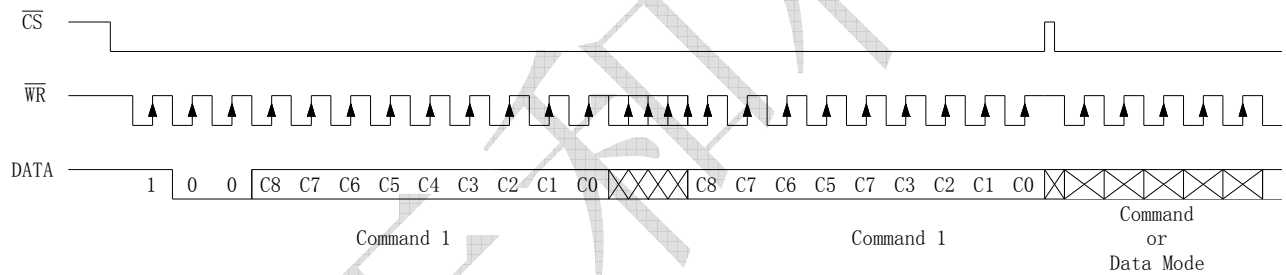 CS
WR
DATA 1 0 0 C8 C7 C6 C5 C4 C3 C2 C1 C0 C8 C7 C6 C5 C7 C3 C2 C1 C0
Command 1 Command 1 Command
or
Data Mode